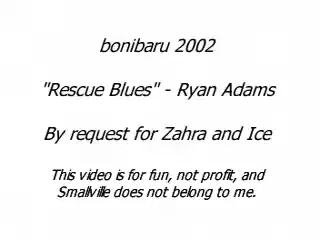 bonibaru 2002
"Rescue Blues" - Ryan Adams
By request for Zahra and Ice
This video is for fun, not profit, and
Smallville does not belong to me.